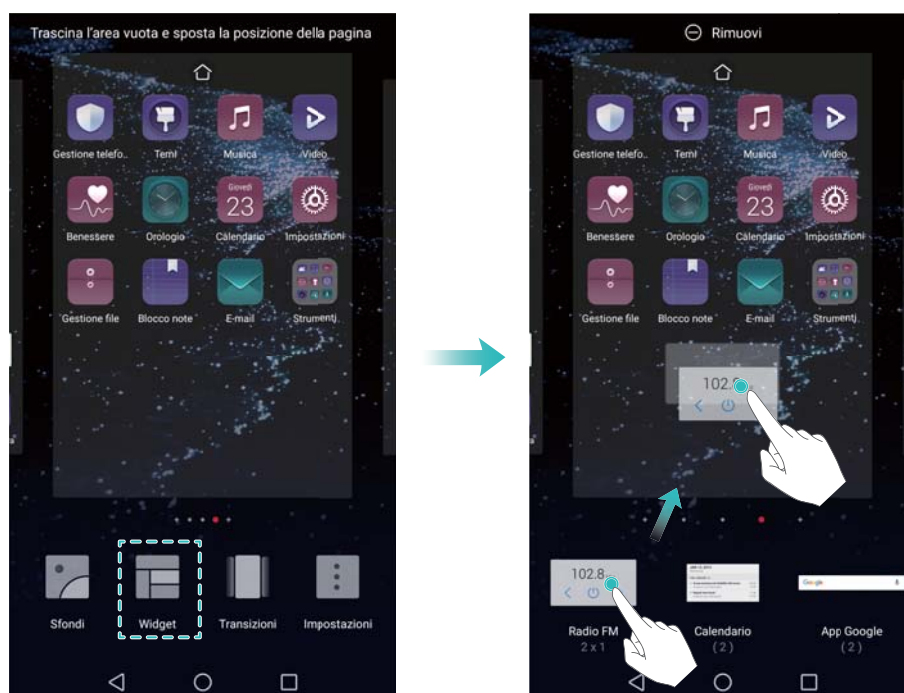 Trascina l'area vuota e sposta la posizione della pagina
Gestione telefo..
Temi
Musica
Video
Giovedì
23
Benessere
Orologio
Calendario
Impostazioni
Gestione file
Blocco note
E-mail
Strumenti
Sfondi
Widget
Transizioni
Impostazioni
Rimuovi
Gestione telefo..
Temi
Musica
Video
Giovedì
23
Benessere
Orologio
Calendario
Impostazioni
Gestione file
Blocco note
E-mail
Strumenti
102.8
102.8
Google
Radio FM
2 x 1
Calendario
(2)
App Google
(2)